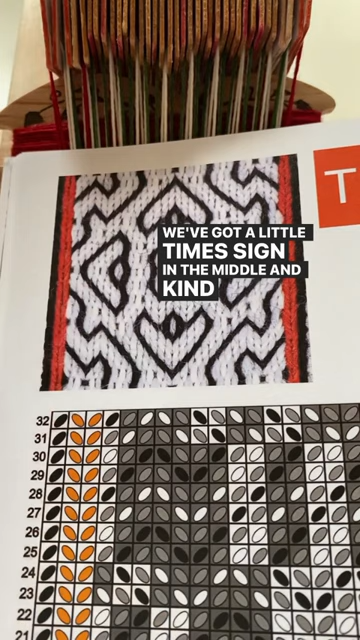 T
WE'VE GOT A LITTLE
TIMES SIGN
IN THE MIDDLE AND
KIND
32
31
30
29
28
27
26
25
24
23
22
21